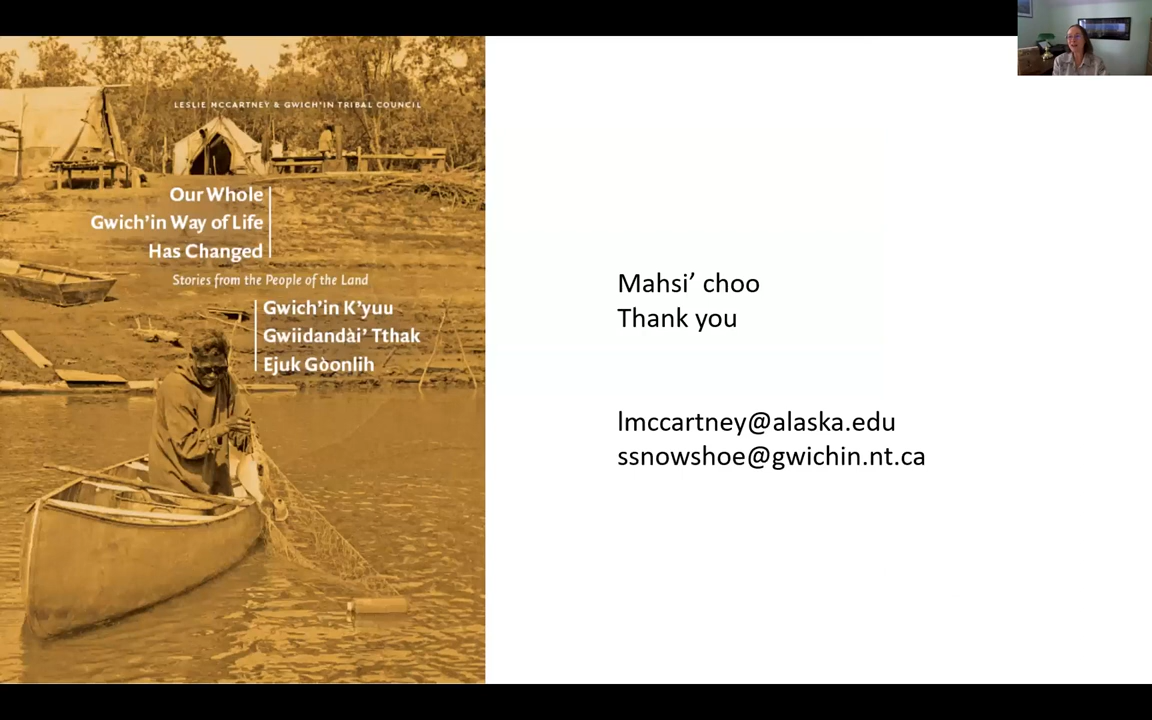 LESLIE MCCARTNEY & GWICH'IN TRIBAL COUNCIL
Our Whole
Gwich'in Way of Life
Has Changed
Stories from the People of the Land
Gwich'in K'yuu
Gwiidandài' Tthak
Ejuk Gòonlih
Mahsi' choo
Thank you
lmccartney@alaska.edu
ssnowshoe@gwichin.nt.ca